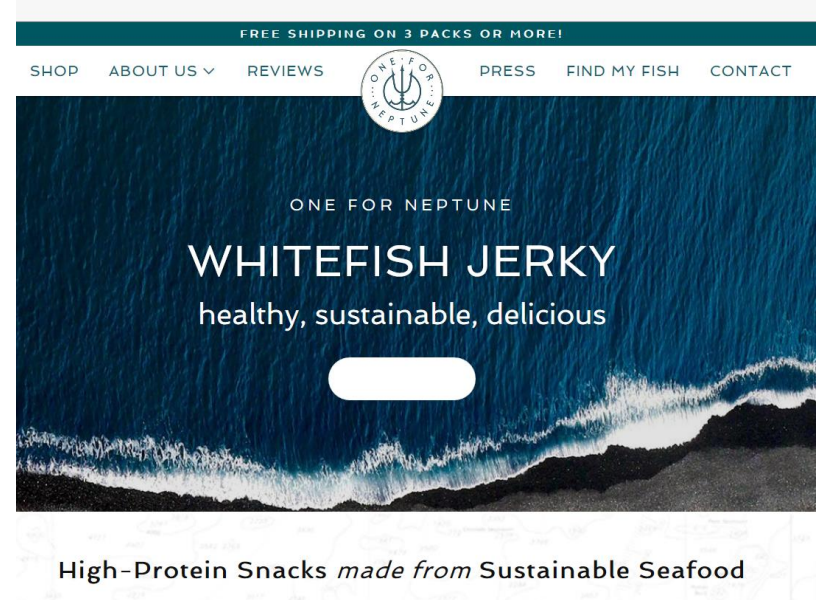 FREE SHIPPING ON 3 PACKS OR MORE!
SHOP ABOUT US REVIEWS PRESS FIND MY FISH CONTACT
ONE · FOR NEPTUNE
ONE FOR NEPTUNE
WHITEFISH JERKY
healthy, sustainable, delicious
High-Protein Snacks made from Sustainable Seafood